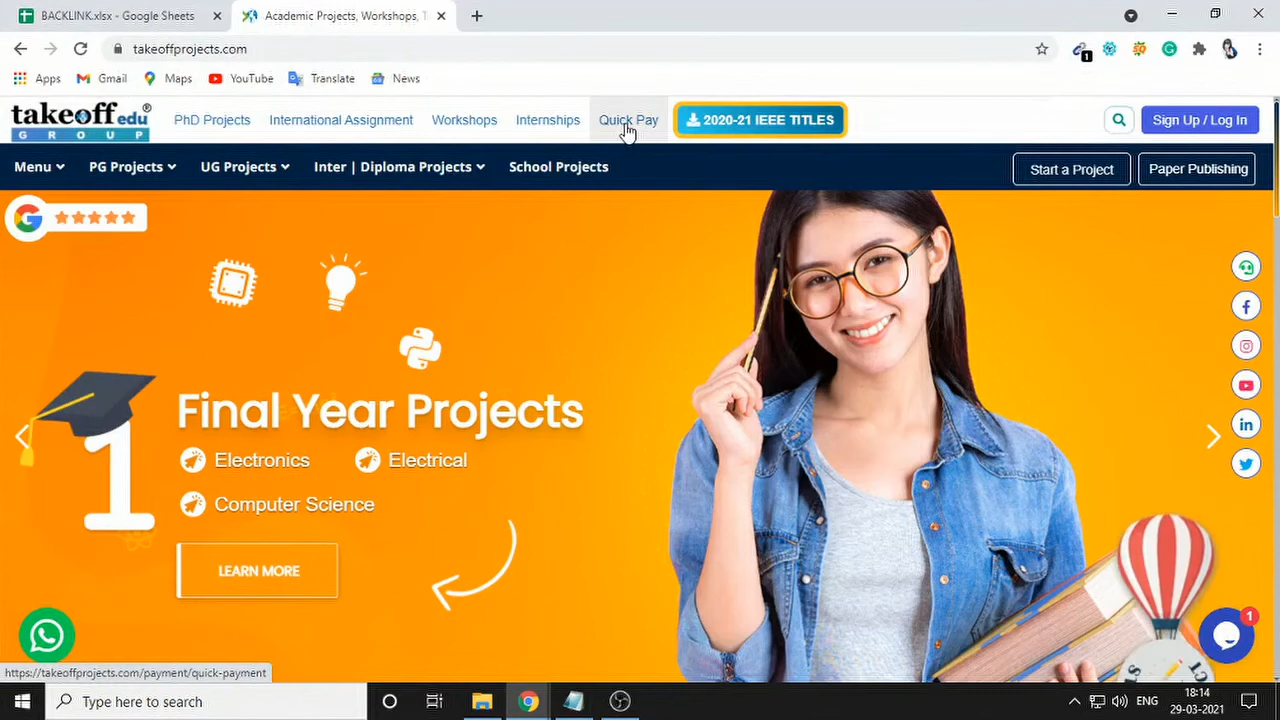 BACKLINK.xlsx - Google Sheets
Academic Projects, Workshops, T
takeoffprojects.com
1
Apps Gmail Maps YouTube Translate News
takeoff edu®
GROUP
PhD Projects International Assignment Workshops Internships Quick Pay 2020-21 IEEE TITLES Sign Up / Log In
Menu PG Projects UG Projects Inter | Diploma Projects School Projects Start a Project Paper Publishing
1
Final Year Projects
Electronics Electrical
Computer Science
LEARN MORE
1
https://takeoffprojects.com/payment/quick-payment
Type here to search
ENG
18:14
29-03-2021